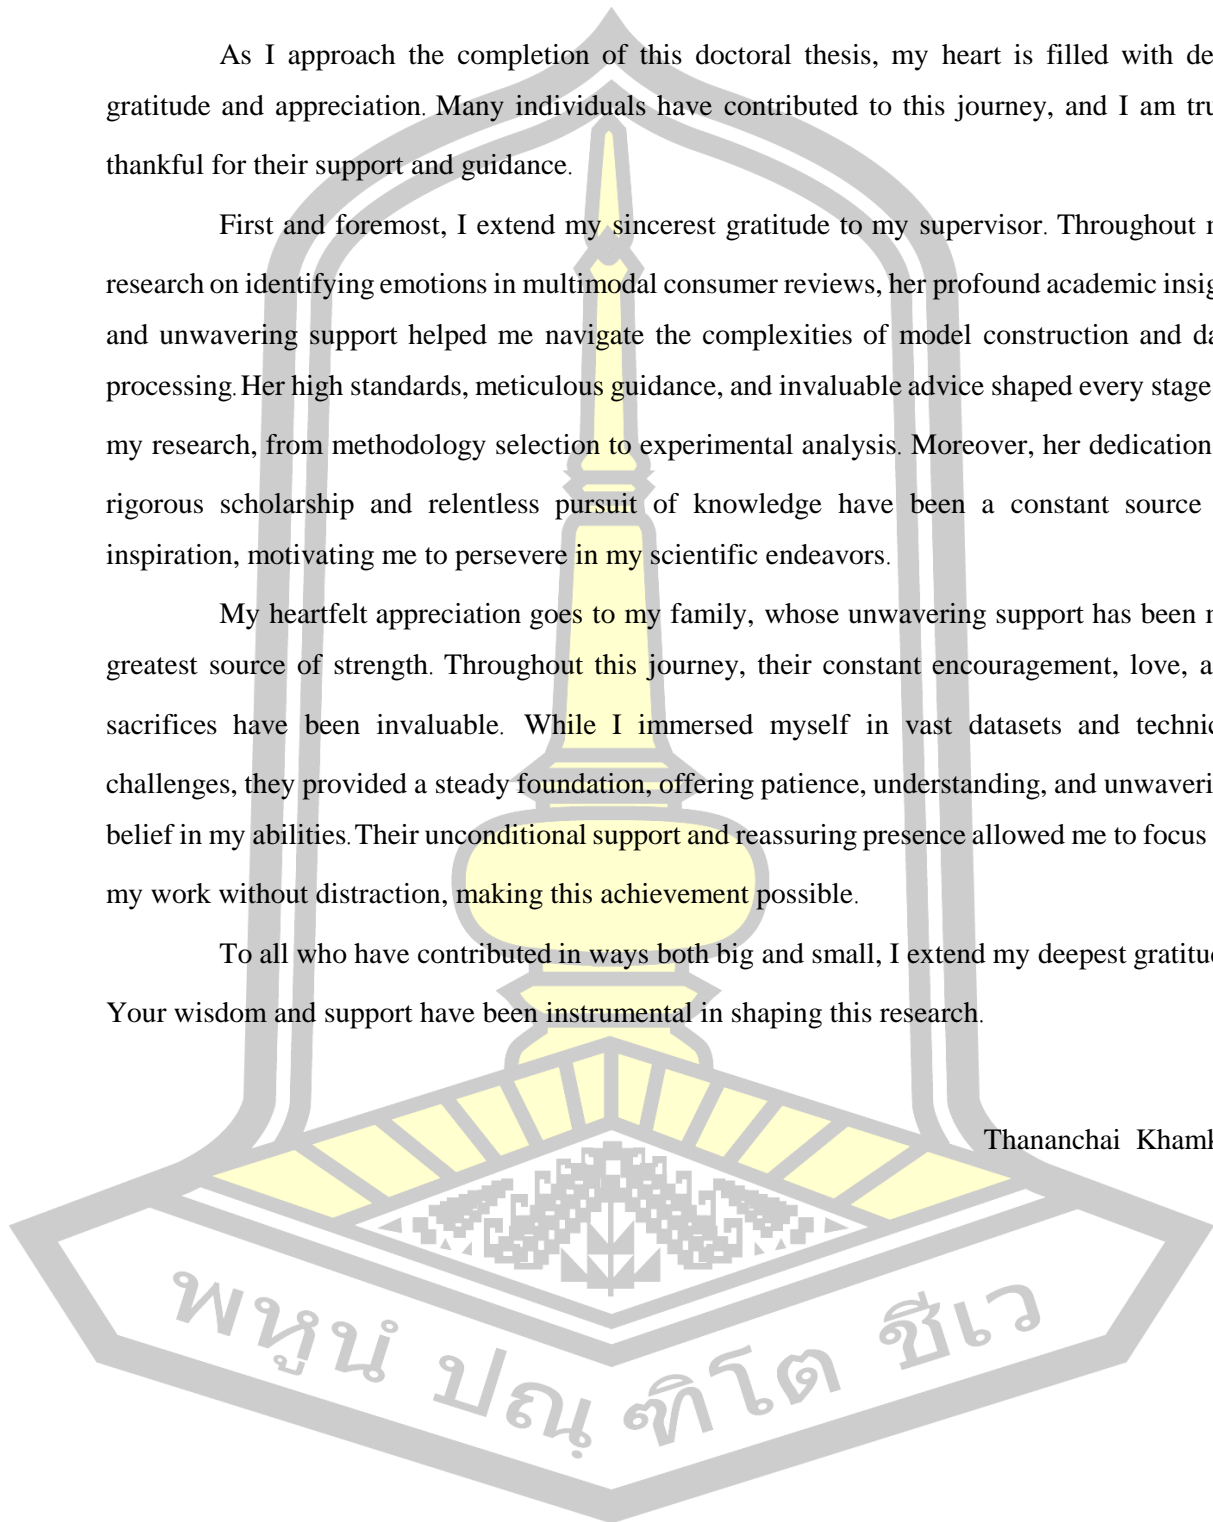 As I approach the completion of this doctoral thesis, my heart is filled with de
gratitude and appreciation. Many individuals have contributed to this journey, and I am tru
thankful for their support and guidance.
First and foremost, I extend my sincerest gratitude to my supervisor. Throughout
research on identifying emotions in multimodal consumer reviews, her profound academic insig
and unwavering support helped me navigate the complexities of model construction and da
processing. Her high standards, meticulous guidance, and invaluable advice shaped every stage
my research, from methodology selection to experimental analysis. Moreover, her dedication
rigorous scholarship and relentless pursuit of knowledge have been a constant source
inspiration, motivating me to persevere in my scientific endeavors.
My heartfelt appreciation goes to my family, whose unwavering support has been
greatest source of strength. Throughout this journey, their constant encouragement, love, a
sacrifices have been invaluable. While I immersed myself in vast datasets and technic
challenges, they provided a steady foundation, offering patience, understanding, and unwaveri
belief in my abilities. Their unconditional support and reassuring presence allowed me to focus
my work without distraction, making this achievement possible.
To all who have contributed in ways both big and small, I extend my deepest gratitud
Your wisdom and support have been instrumental in shaping this research.
Thananchai Khamk
พหูนํ ปณฺ ฑิโต ชีเว